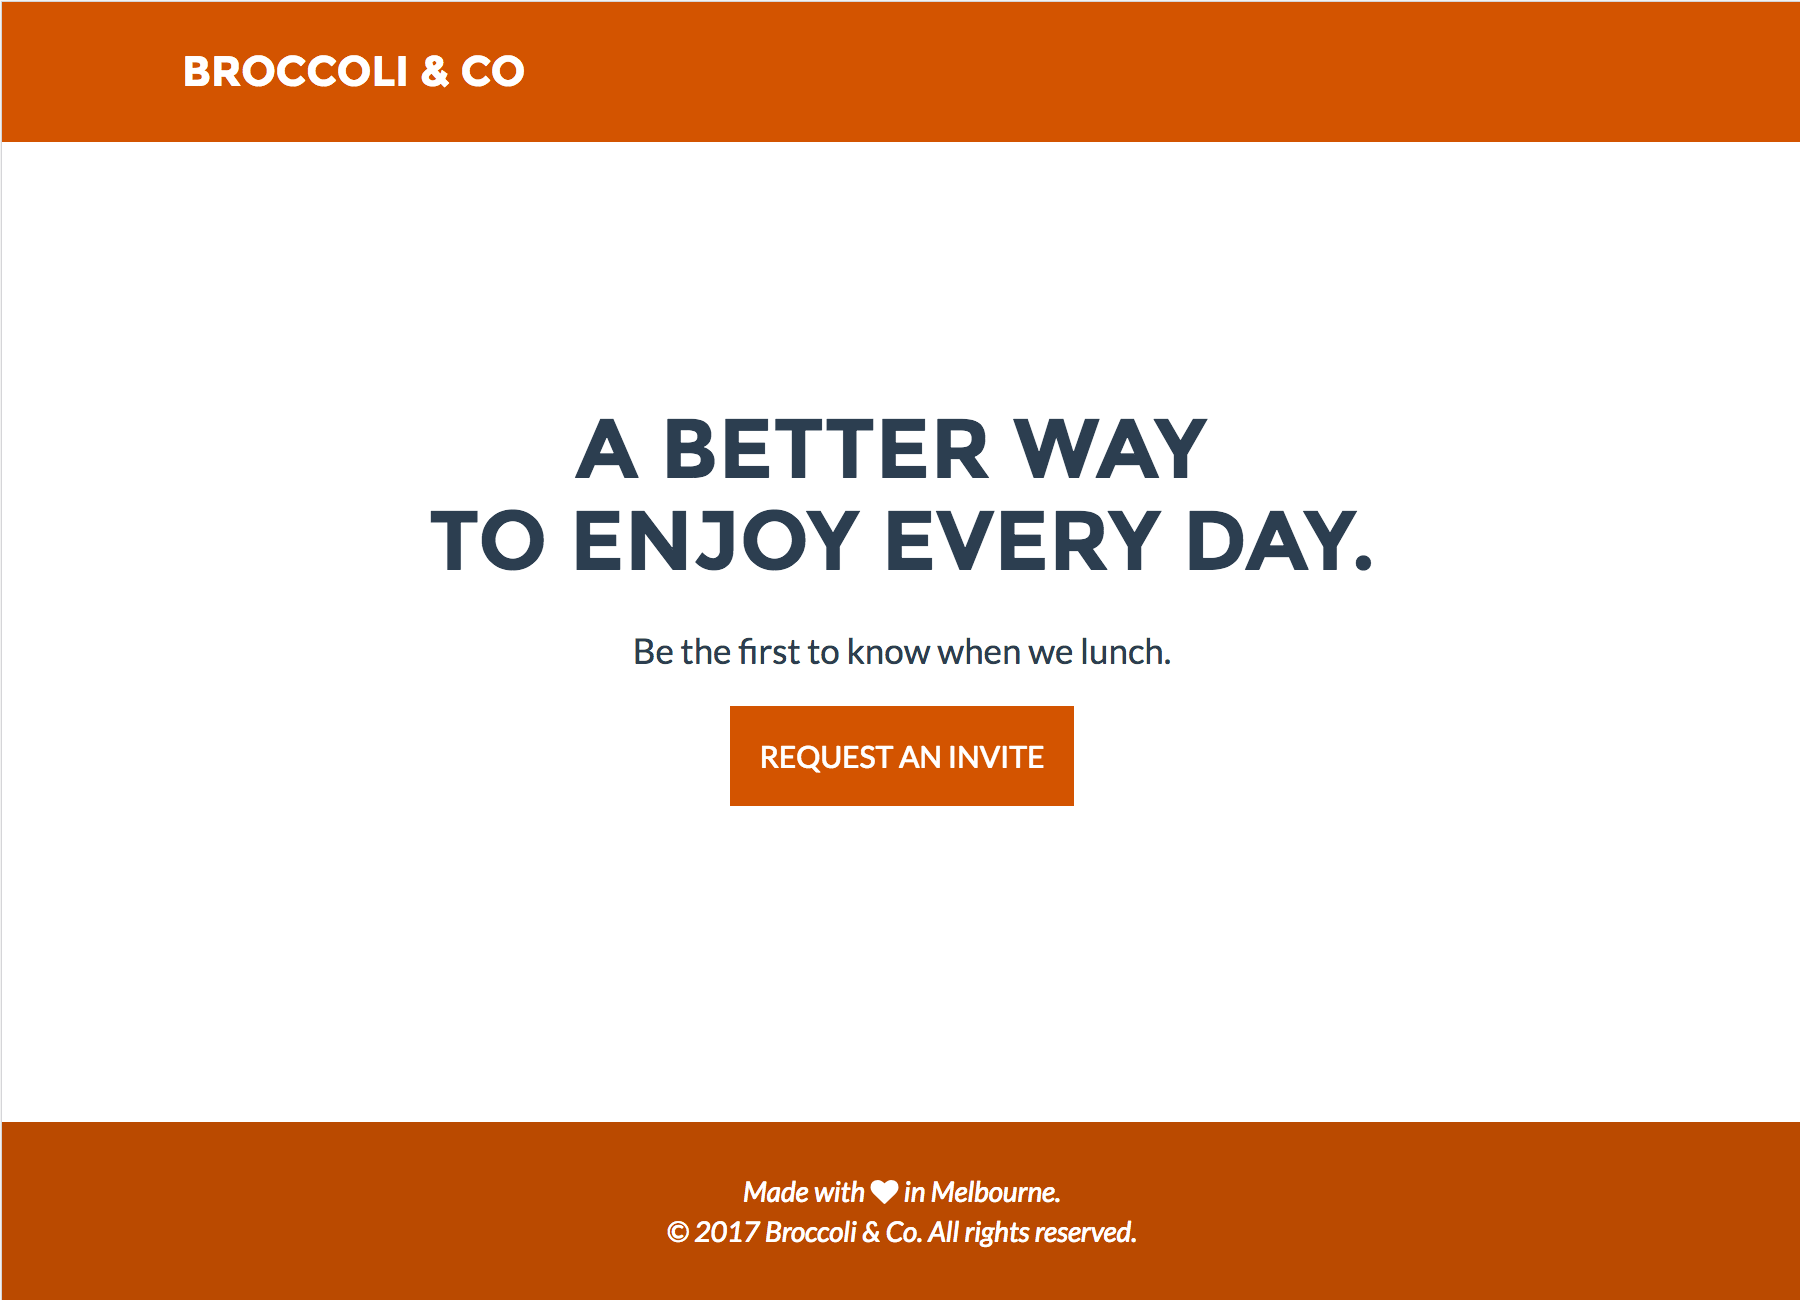 BROCCOLI & CO
A BETTER WAY
TO ENJOY EVERY DAY.
Be the first to know when we lunch.
REQUEST AN INVITE
Made with ♥ in Melbourne.
© 2017 Broccoli & Co. All rights reserved.